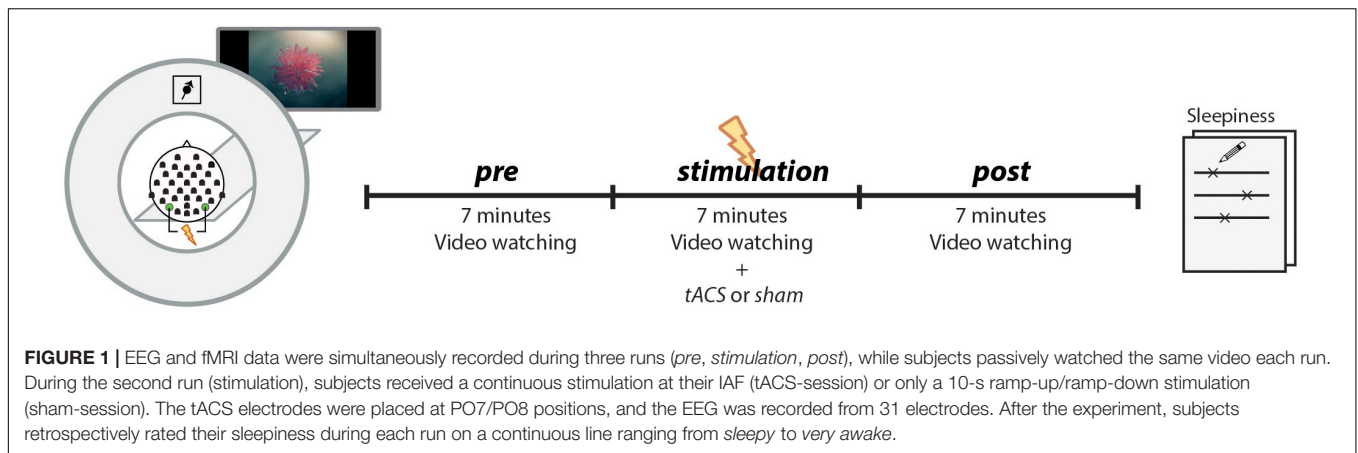 Sleepiness
pre stimulation post
7 minutes 7 minutes 7 minutes
Video watching Video watching Video watching
+
tACS or sham
FIGURE 1 | EEG and fMRI data were simultaneously recorded during three runs (pre, stimulation, post), while subjects passively watched the same video each run.
During the second run (stimulation), subjects received a continuous stimulation at their IAF (tACS-session) or only a 10-s ramp-up/ramp-down stimulation
(sham-session). The tACS electrodes were placed at PO7/PO8 positions, and the EEG was recorded from 31 electrodes. After the experiment, subjects
retrospectively rated their sleepiness during each run on a continuous line ranging from sleepy to very awake.